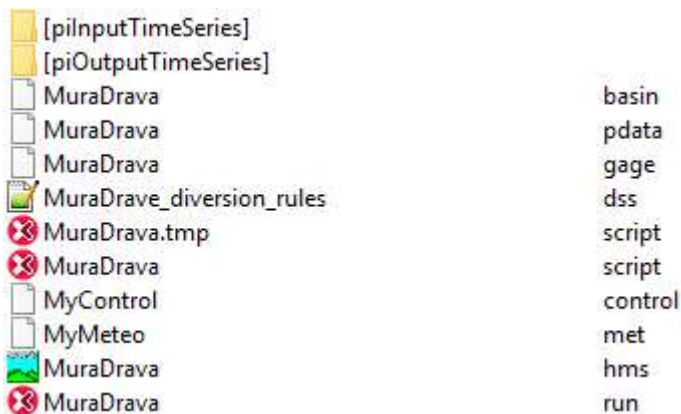 [piInputTimeSeries]
[piOutputTimeSeries]
MuraDrava basin
MuraDrava pdata
MuraDrava gage
MuraDrave_diversion_rules dss
MuraDrava.tmp script
MuraDrava script
MyControl control
MyMeteo met
MuraDrava hms
MuraDrava run